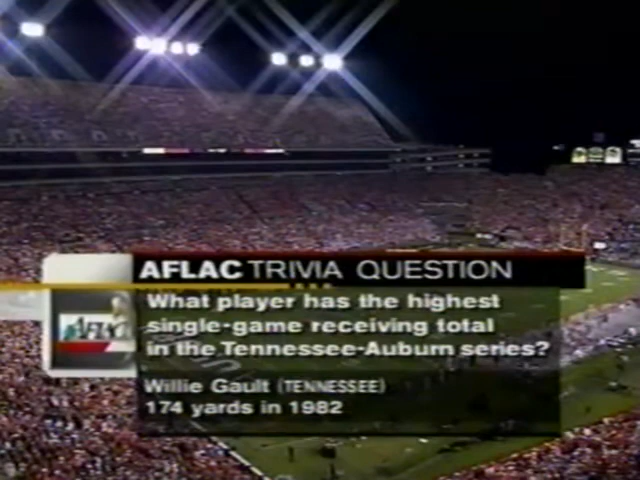 AFLAC TRIVIA QUESTION
What player has the highest
single-game receiving total
in the Tennessee-Auburn series?
AFLAC
Willie Gault (TENNESSEE)
174 yards in 1982